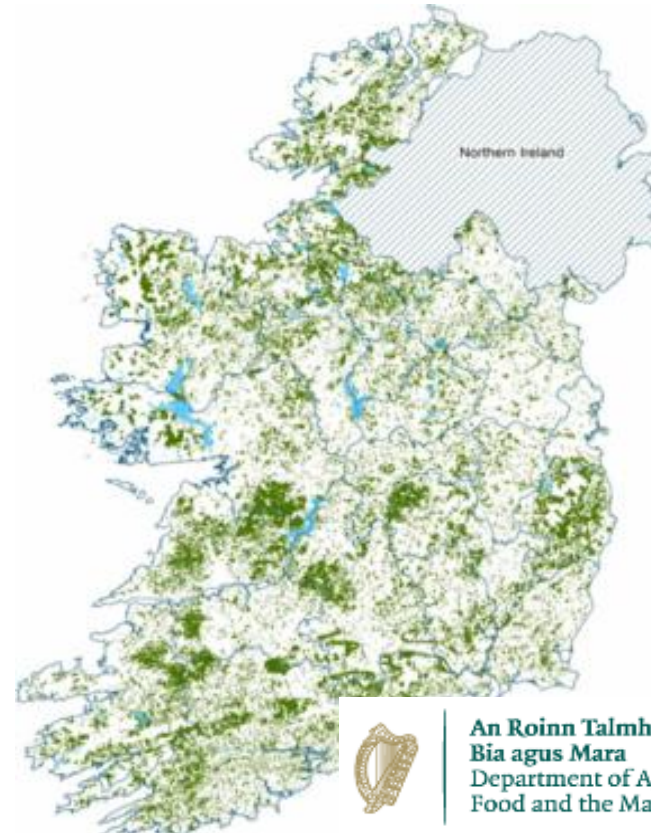 Northern Ireland
An Roinn Talmh
Bia agus Mara
Department of A
Food and the Ma